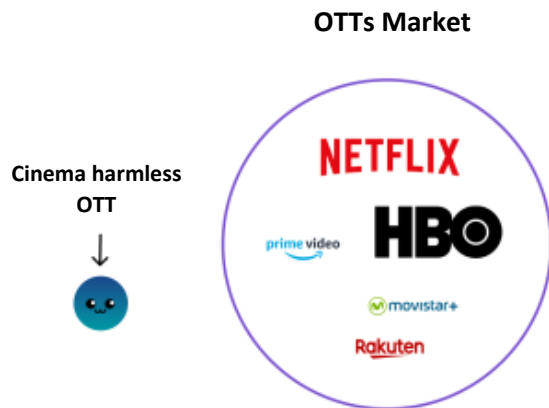 OTTs Market
Cinema harmless
OTT
NETFLIX
HBO
prime video
movistar+
Rakuten